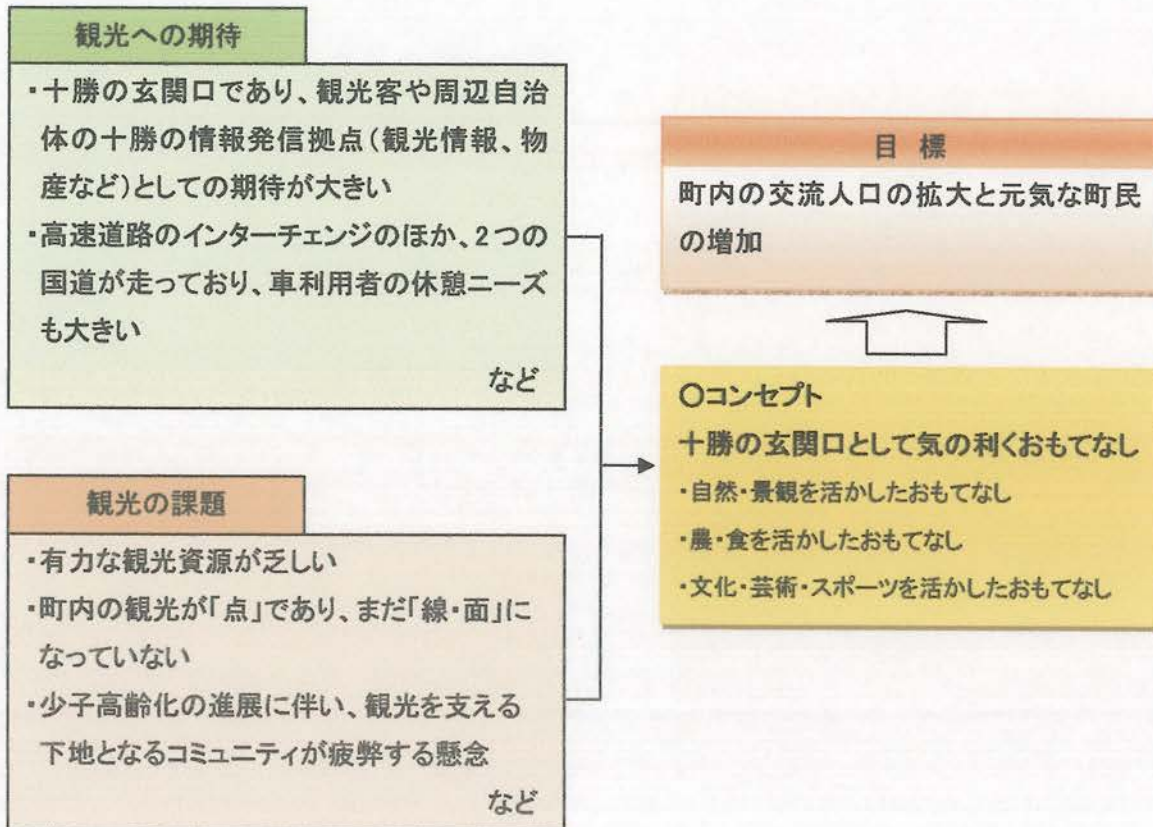 観光への期待
・十勝の玄関口であり、観光客や周辺自治
体の十勝の情報発信拠点(観光情報、物
産など)としての期待が大きい
・高速道路のインターチェンジのほか、2つの
国道が走っており、車利用者の休憩ニーズ
も大きい
など
観光の課題
・有力な観光資源が乏しい
・町内の観光が「点」であり、まだ「線・面」に
なっていない
・少子高齢化の進展に伴い、観光を支える
下地となるコミュニティが疲弊する懸念
など
目 標
町内の交流人口の拡大と元気な町民
の増加
○コンセプト
十勝の玄関口として気の利くおもてなし
・自然・景観を活かしたおもてなし
・農・食を活かしたおもてなし
・文化・芸術・スポーツを活かしたおもてなし